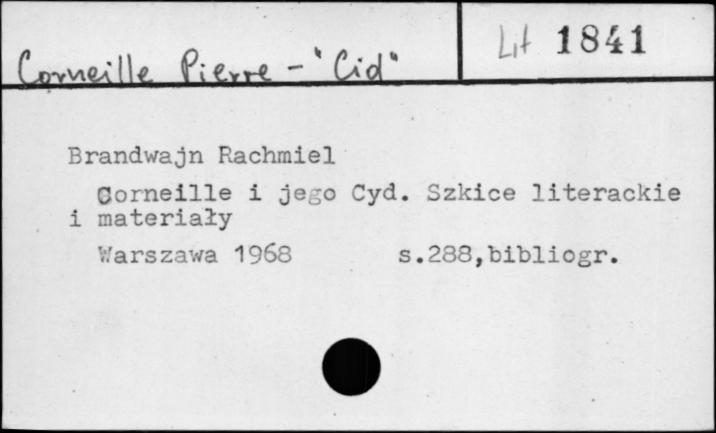 Lit 1841
Corneille Pierre - "Cid"
Brandwajn Rachmiel
Corneille i jego Cyd. Szkice literackie
i materiały
Warszawa 1968 s.288,bibliogr.